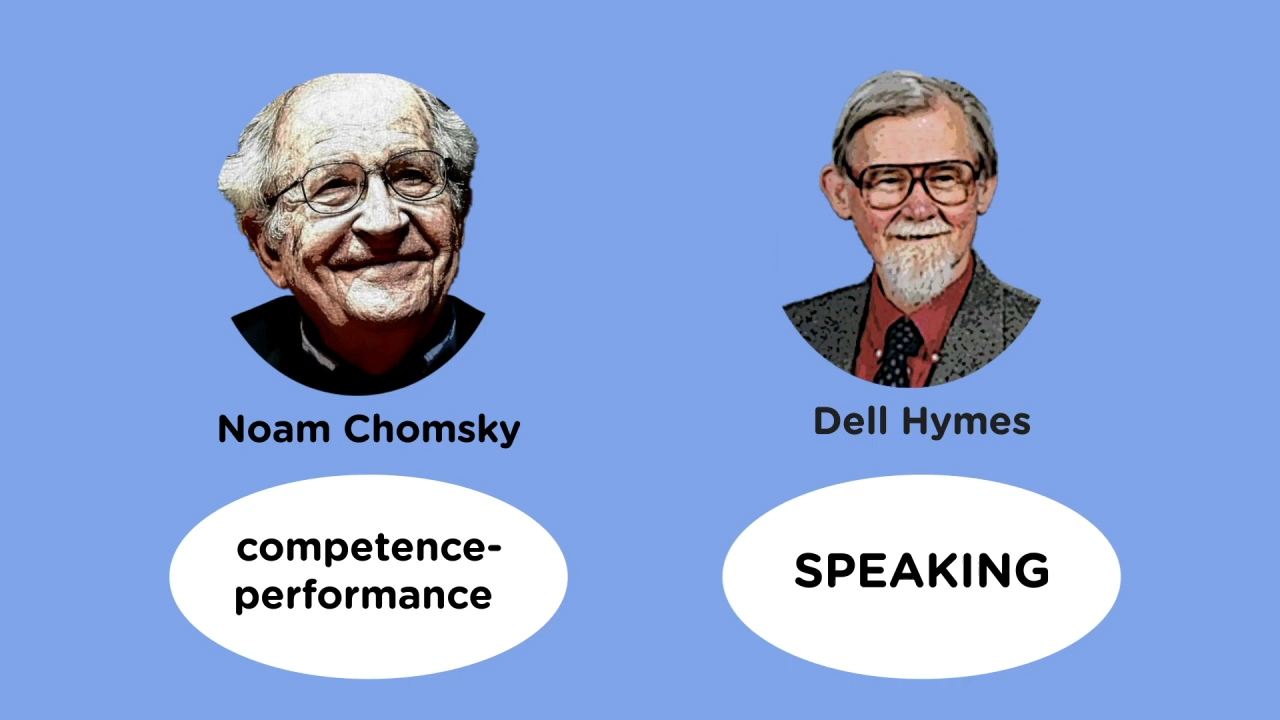 Noam Chomsky
competence-
performance
Dell Hymes
SPEAKING